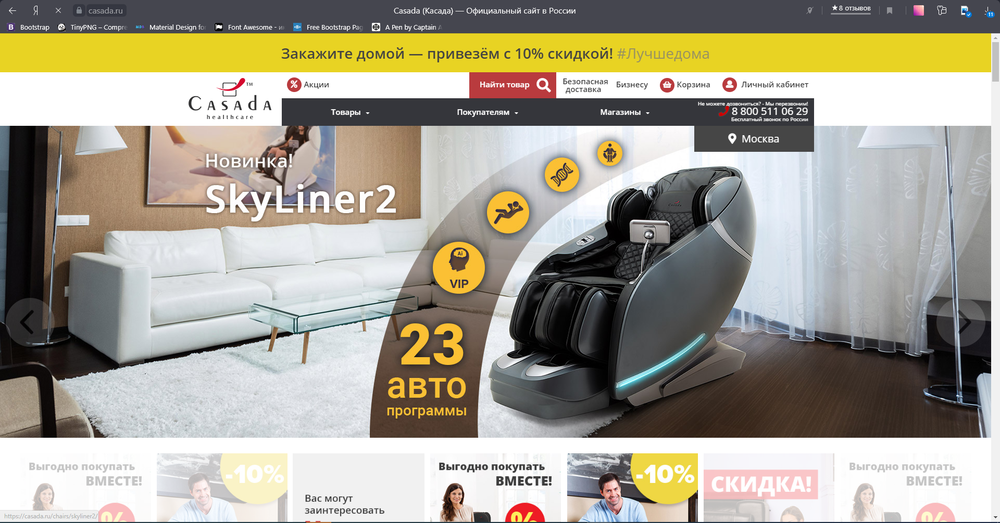 casada.ru
Casada (Касада) — Официальный сайт в России
★8 отзывов
11
Bootstrap
TinyPNG – Compre
Material Design fo
Font Awesome - и
Free Bootstrap Pag
A Pen by Captain A
Закажите домой — привезём с 10% скидкой! #Лучшедома
CASADA TM
healthcare
% Акции
Найти товар
Безопасная
доставка
Бизнесу
Корзина
Личный кабинет
Товары
Покупателям
Магазины
Не можете дозвониться? - Мы перезвоним!
8 800 511 06 29
Бесплатный звонок по России
Москва
Новинка!
SkyLiner2
Casada
Ai
VIP
23
авто
программы
Выгодно покупать
ВМЕСТЕ!
%
-10%
Вас могут
заинтересовать
Выгодно покупать
ВМЕСТЕ!
%
-10%
СКИДКА!
Выгодно покупать
ВМЕСТЕ!
%
https://casada.ru/chairs/skyliner2/